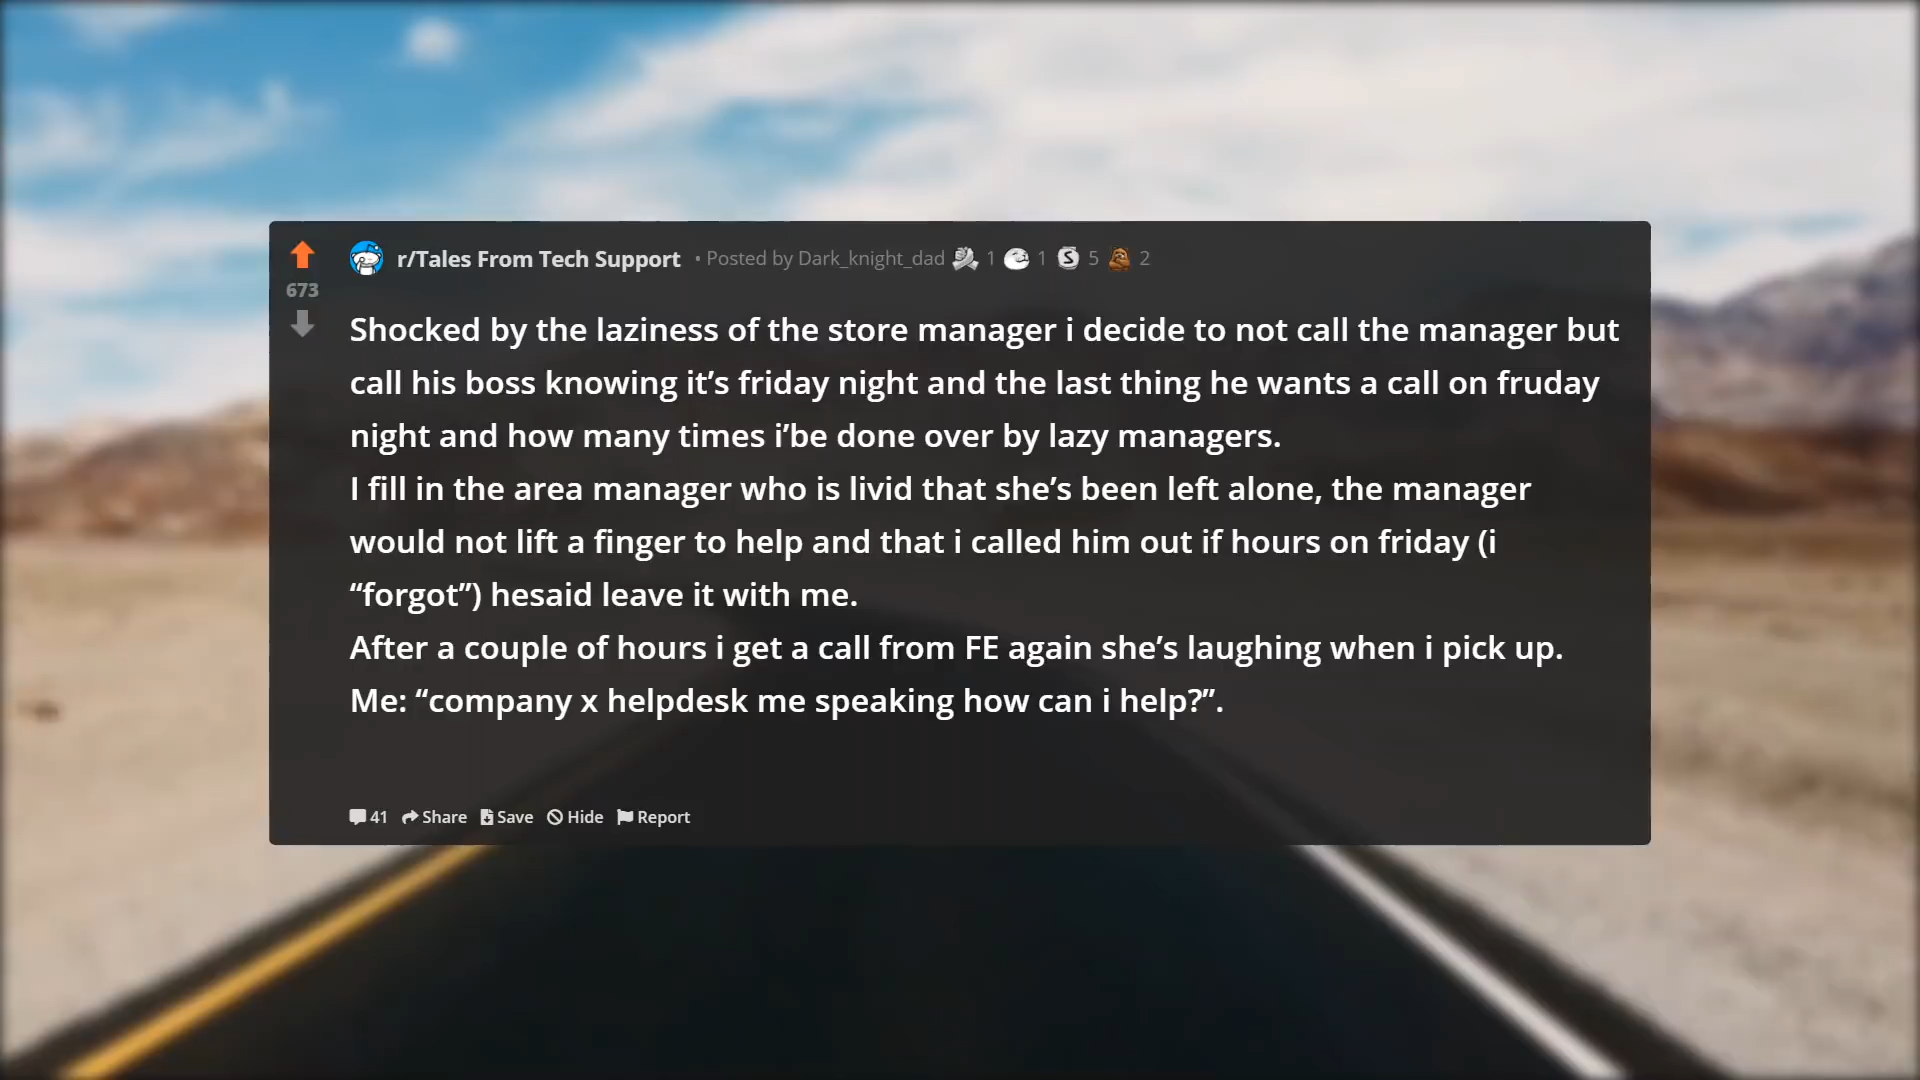 r/Tales From Tech Support • Posted by Dark_knight_dad 1 1 S 5 2
673
Shocked by the laziness of the store manager i decide to not call the manager but
call his boss knowing it’s friday night and the last thing he wants a call on fruday
night and how many times i’be done over by lazy managers.
I fill in the area manager who is livid that she’s been left alone, the manager
would not lift a finger to help and that i called him out if hours on friday (i
“forgot”) hesaid leave it with me.
After a couple of hours i get a call from FE again she’s laughing when i pick up.
Me: “company x helpdesk me speaking how can i help?”.
41 Share Save Hide Report